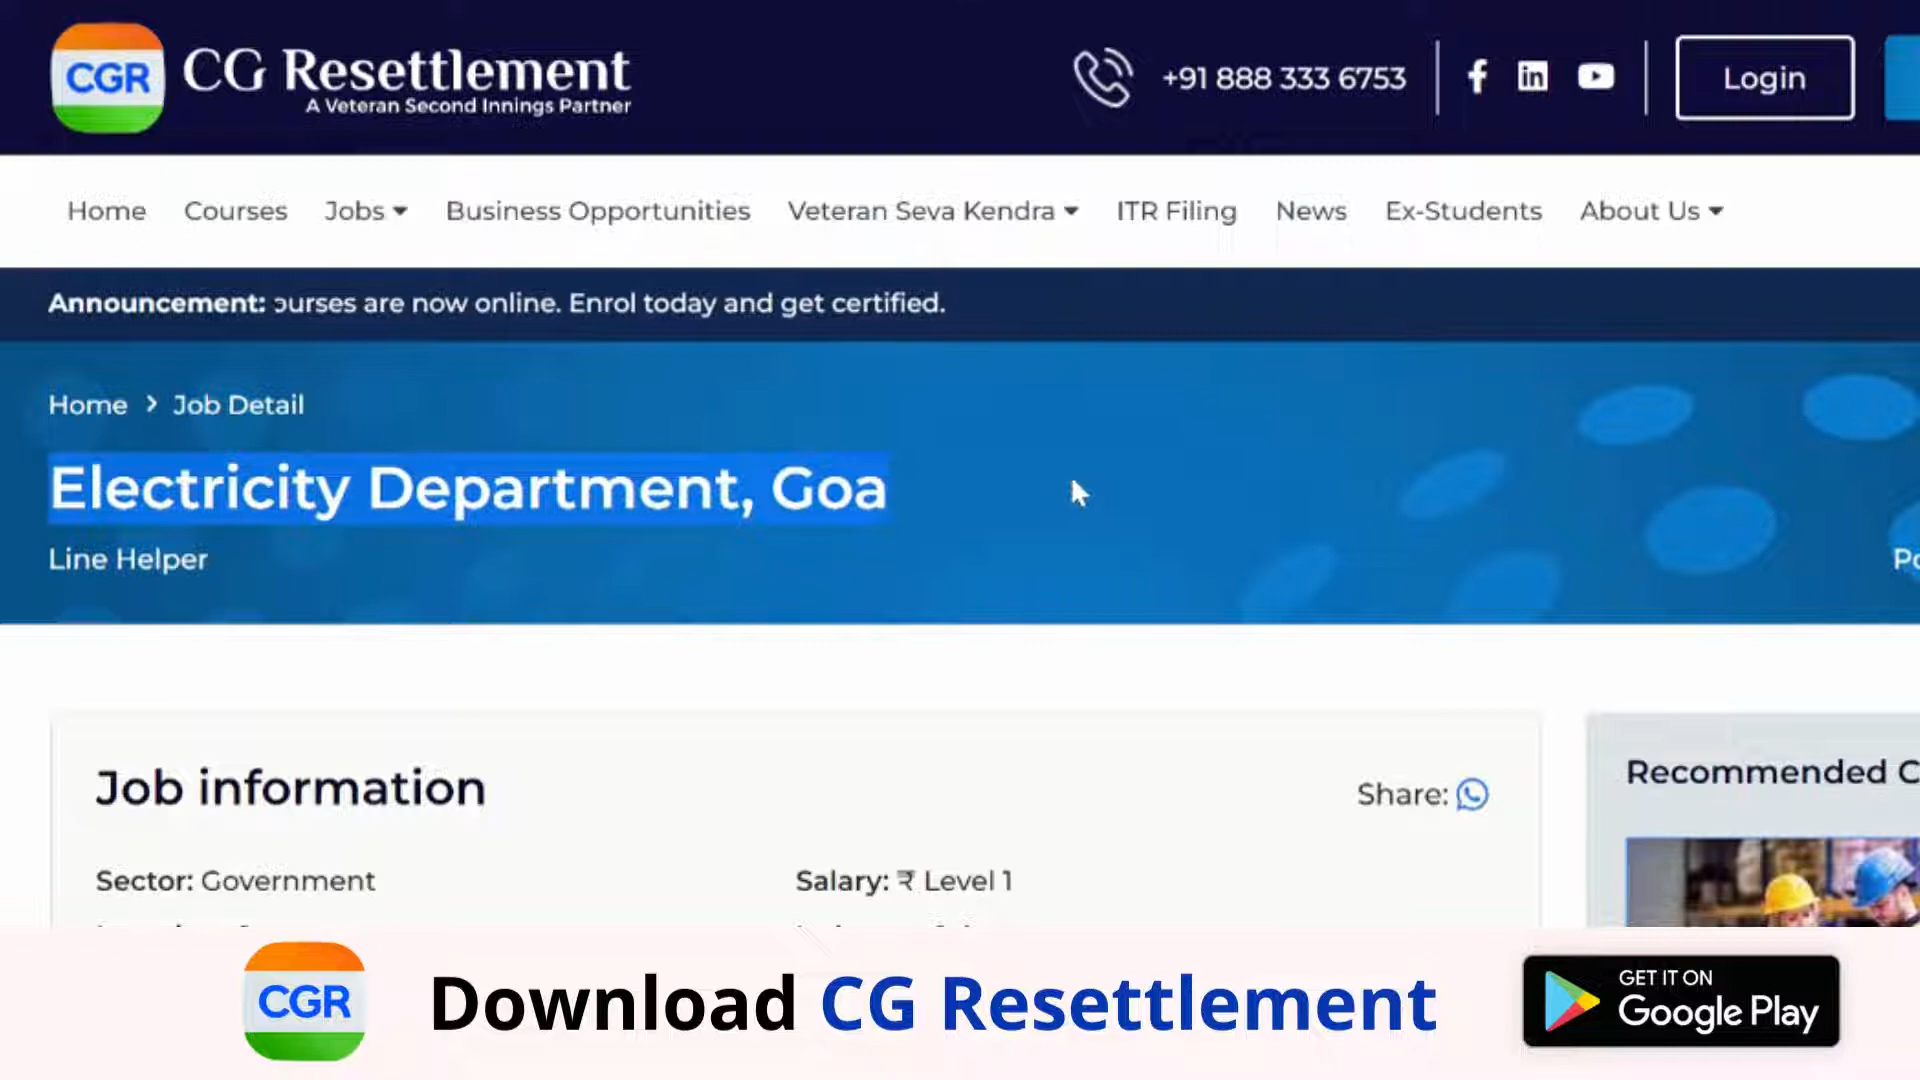 CGR
CG Resettlement
A Veteran Second Innings Partner
+91 888 333 6753
Login
Home Courses Jobs Business Opportunities Veteran Seva Kendra ITR Filing News Ex-Students About Us
Announcement: ourses are now online. Enrol today and get certified.
Home > Job Detail
Electricity Department, Goa
Line Helper
Po
Job information
Share:
Recommended C
Sector: Government
Salary: ₹ Level 1
CGR
Download CG Resettlement
GET IT ON
Google Play